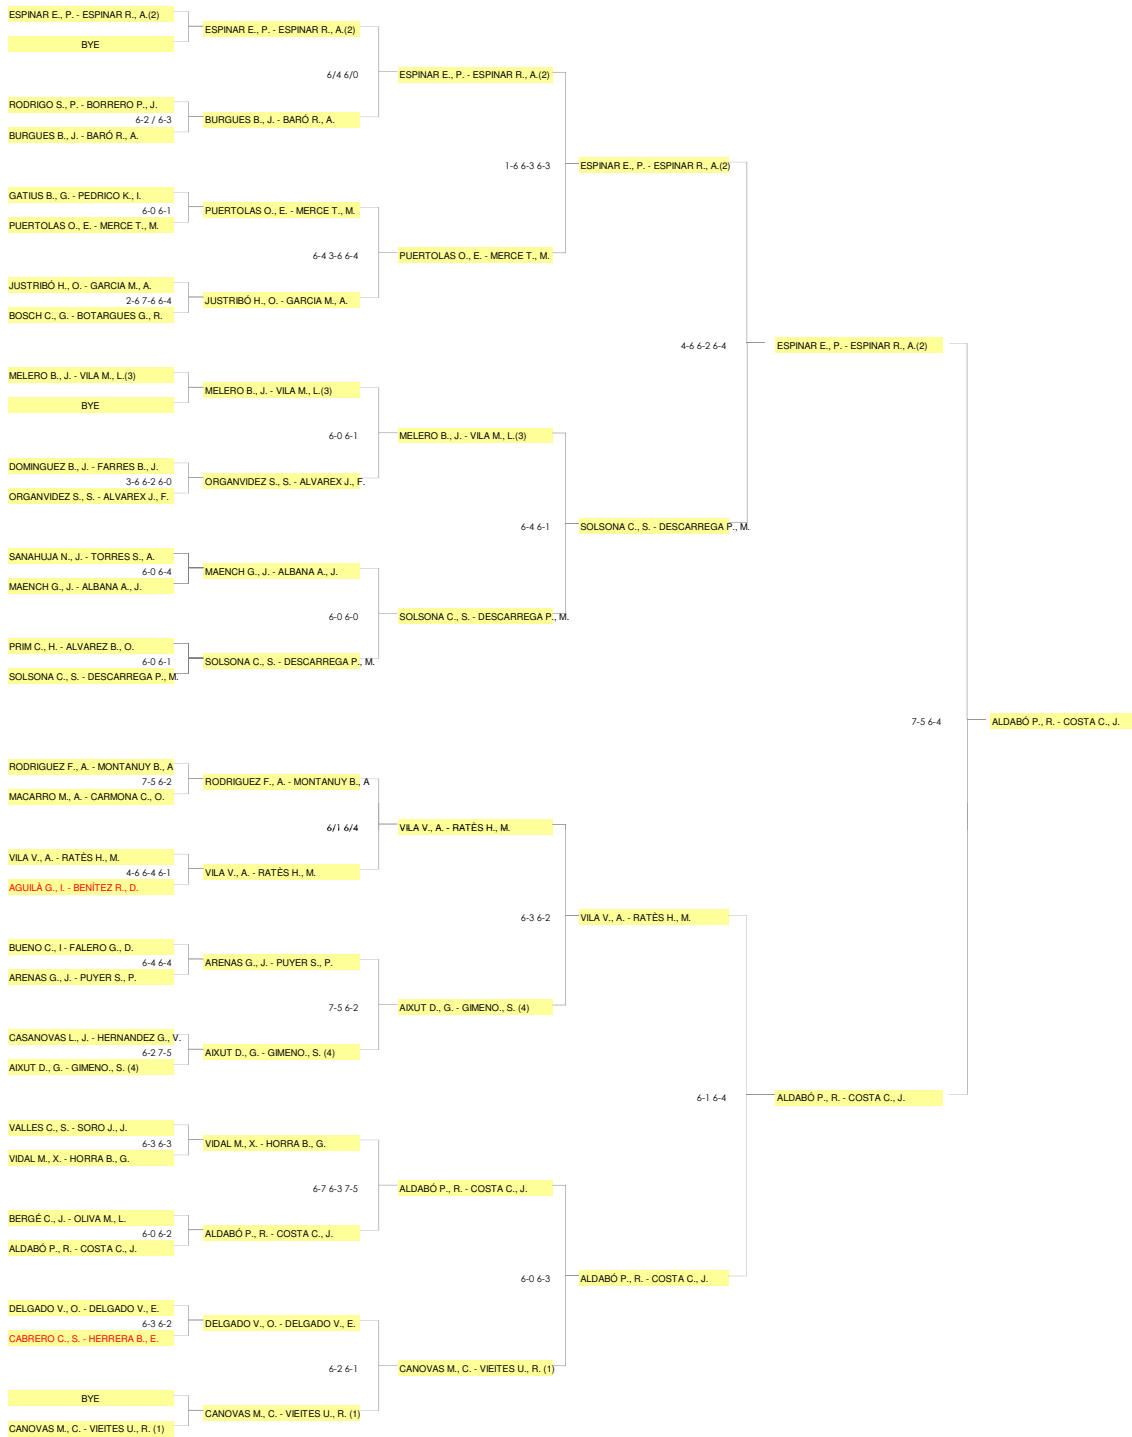 ESPINAR E., P. - ESPINAR R., A.(2)
ESPINAR E., P. - ESPINAR R., A.(2)
BYE
6/4 6/0
ESPINAR E., P. - ESPINAR R., A.(2)
RODRIGO S., P. - BORRERO P., J.
6-2 / 6-3
BURGUES B., J. - BARÓ R., A.
BURGUES B., J. - BARÓ R., A.
1-6 6-3 6-3
ESPINAR E., P. - ESPINAR R., A.(2)
GATIUS B., G. - PEDRICO K., I.
6-0 6-1
PUERTOLAS O., E. - MERCE T., M.
PUERTOLAS O., E. - MERCE T., M.
6-4 3-6 6-4
PUERTOLAS O., E. - MERCE T., M.
JUSTRIBÓ H., O. - GARCIA M., A.
2-6 7-6 6-4
JUSTRIBÓ H., O. - GARCIA M., A.
BOSCH C., G. - BOTARGUES G., R.
4-6 6-2 6-4
ESPINAR E., P. - ESPINAR R., A.(2)
MELERO B., J. - VILA M., L.(3)
MELERO B., J. - VILA M., L.(3)
BYE
6-0 6-1
MELERO B., J. - VILA M., L.(3)
DOMINGUEZ B., J. - FARRES B., J.
3-6 6-2 6-0
ORGANVIDEZ S., S. - ALVAREX J., F.
ORGANVIDEZ S., S. - ALVAREX J., F.
6-4 6-1
SOLSONA C., S. - DESCARREGA P., M.
SANAHUJA N., J. - TORRES S., A.
6-0 6-4
MAENCH G., J. - ALBANA A., J.
MAENCH G., J. - ALBANA A., J.
6-0 6-0
SOLSONA C., S. - DESCARREGA P., M.
PRIM C., H. - ALVAREZ B., O.
6-0 6-1
SOLSONA C., S. - DESCARREGA P., M.
SOLSONA C., S. - DESCARREGA P., M.
7-5 6-4
ALDABÓ P., R. - COSTA C., J.
RODRIGUEZ F., A. - MONTANUY B., A
7-5 6-2
RODRIGUEZ F., A. - MONTANUY B., A
MACARRO M., A. - CARMONA C., O.
6/1 6/4
VILA V., A. - RATÈS H., M.
VILA V., A. - RATÈS H., M.
4-6 6-4 6-1
VILA V., A. - RATÈS H., M.
AGUILÀ G., I. - BENÍTEZ R., D.
6-3 6-2
VILA V., A. - RATÈS H., M.
BUENO C., I - FALERO G., D.
6-4 6-4
ARENAS G., J. - PUYER S., P.
ARENAS G., J. - PUYER S., P.
7-5 6-2
AIXUT D., G. - GIMENO., S. (4)
CASANOVAS L., J. - HERNANDEZ G., V.
6-2 7-5
AIXUT D., G. - GIMENO., S. (4)
AIXUT D., G. - GIMENO., S. (4)
6-1 6-4
ALDABÓ P., R. - COSTA C., J.
VALLES C., S. - SORO J., J.
6-3 6-3
VIDAL M., X. - HORRA B., G.
VIDAL M., X. - HORRA B., G.
6-7 6-3 7-5
ALDABÓ P., R. - COSTA C., J.
BERGÉ C., J. - OLIVA M., L.
6-0 6-2
ALDABÓ P., R. - COSTA C., J.
ALDABÓ P., R. - COSTA C., J.
6-0 6-3
ALDABÓ P., R. - COSTA C., J.
DELGADO V., O. - DELGADO V., E.
6-3 6-2
DELGADO V., O. - DELGADO V., E.
CABRERO C., S. - HERRERA B., E.
6-2 6-1
CANOVAS M., C. - VIEITES U., R. (1)
BYE
CANOVAS M., C. - VIEITES U., R. (1)
CANOVAS M., C. - VIEITES U., R. (1)